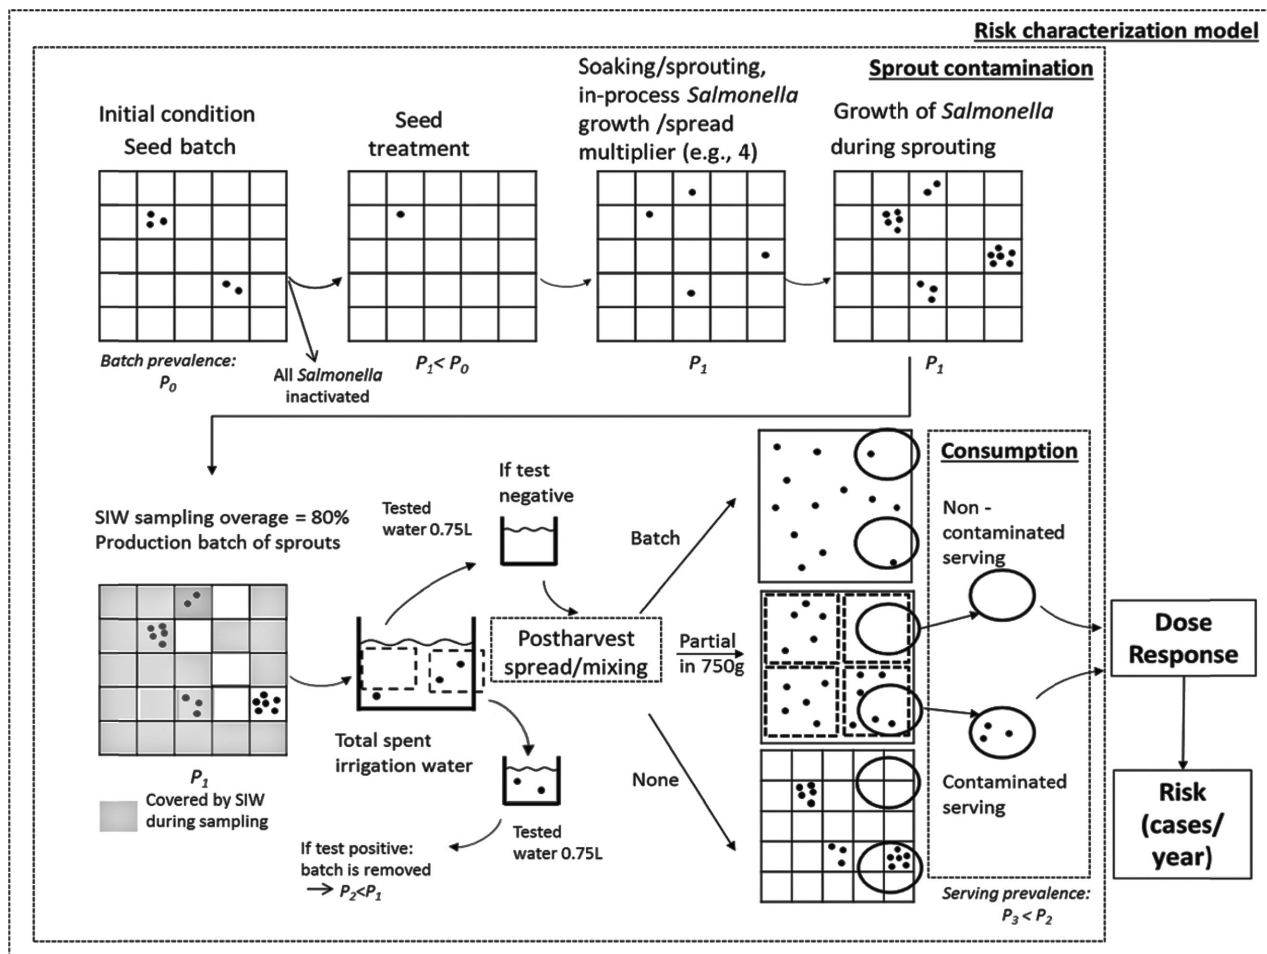 Risk characterization model
Sprout contamination
Initial condition
Seed batch
Seed
treatment
Soaking/sprouting,
in-process Salmonella
growth /spread
multiplier (e.g., 4)
Growth of Salmonella
during sprouting
Batch prevalence:
P0
All Salmonella
inactivated
P1< P0
P1
P1
SIW sampling overage = 80%
Production batch of sprouts
P1
Covered by SIW
during sampling
Tested
water 0.75L
If test
negative
Total spent
irrigation water
Tested
water 0.75L
If test positive:
batch is removed
→ P2<P1
Postharvest
spread/mixing
Batch
Partial
in 750g
None
Consumption
Non -
contaminated
serving
Contaminated
serving
Serving prevalence:
P3 < P2
Dose
Response
Risk
(cases/
year)